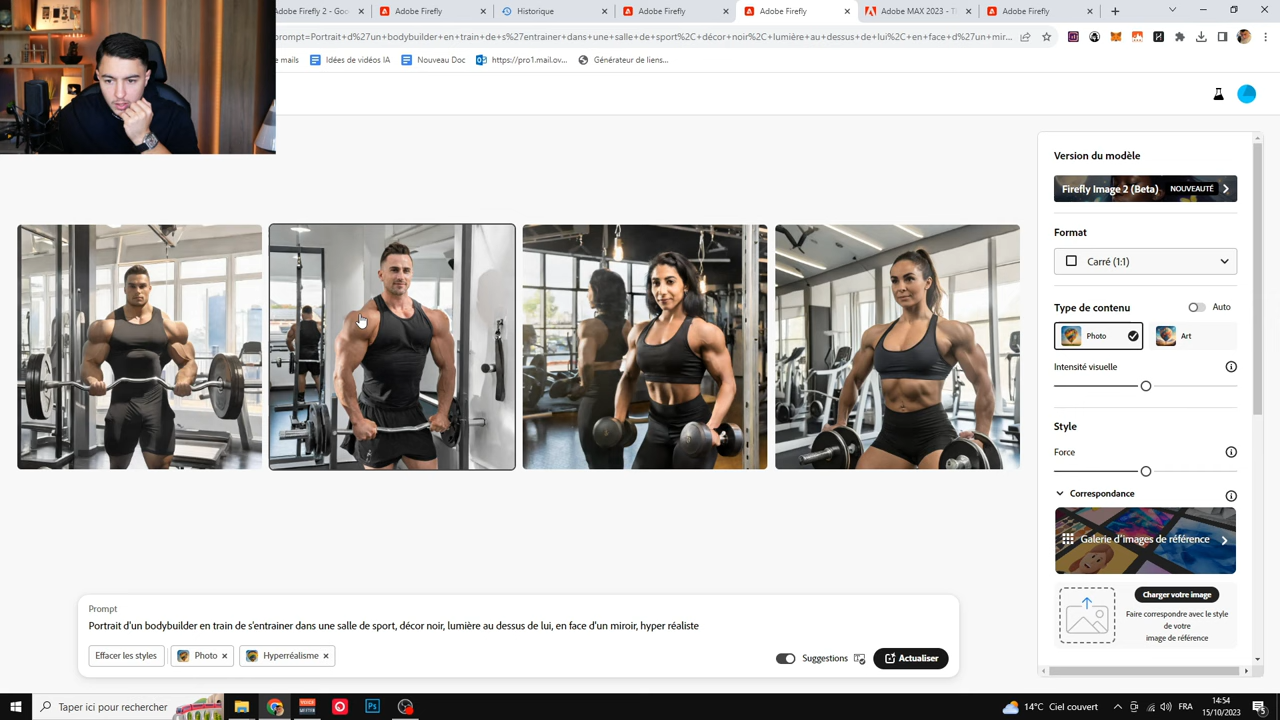 Adobe Firefly 2 - Goo
Adobe Firefly
Historique
Adobe Firefly
Adobe Firefly
Adobe MAX 2023 - T
Adobe Firefly
prompt=Portrait+d%27un+bodybuilder+en+train+de+s%27entrainer+dans+une+salle+de+sport%2C+décor+noir%2C+lumière+au+dessus+de+lui%2C+en+face+d%27un+mir...
e mails
Idées de vidéos IA
Nouveau Doc
https://pro1.mail.ov...
Générateur de liens...
Version du modèle
Firefly Image 2 (Beta)
NOUVEAUTÉ
Format
Carré (1:1)
Type de contenu
Auto
Photo
Art
Intensité visuelle
Style
Force
Correspondance
Galerie d'images de référence
Charger votre image
Faire correspondre avec le style
de votre
image de référence
Prompt
Portrait d'un bodybuilder en train de s'entrainer dans une salle de sport, décor noir, lumière au dessus de lui, en face d'un miroir, hyper réaliste
Effacer les styles
Photo
Hyperréalisme
Suggestions
Actualiser
Taper ici pour rechercher
Ps
14°C Ciel couvert
FRA
14:54
15/10/2023
5